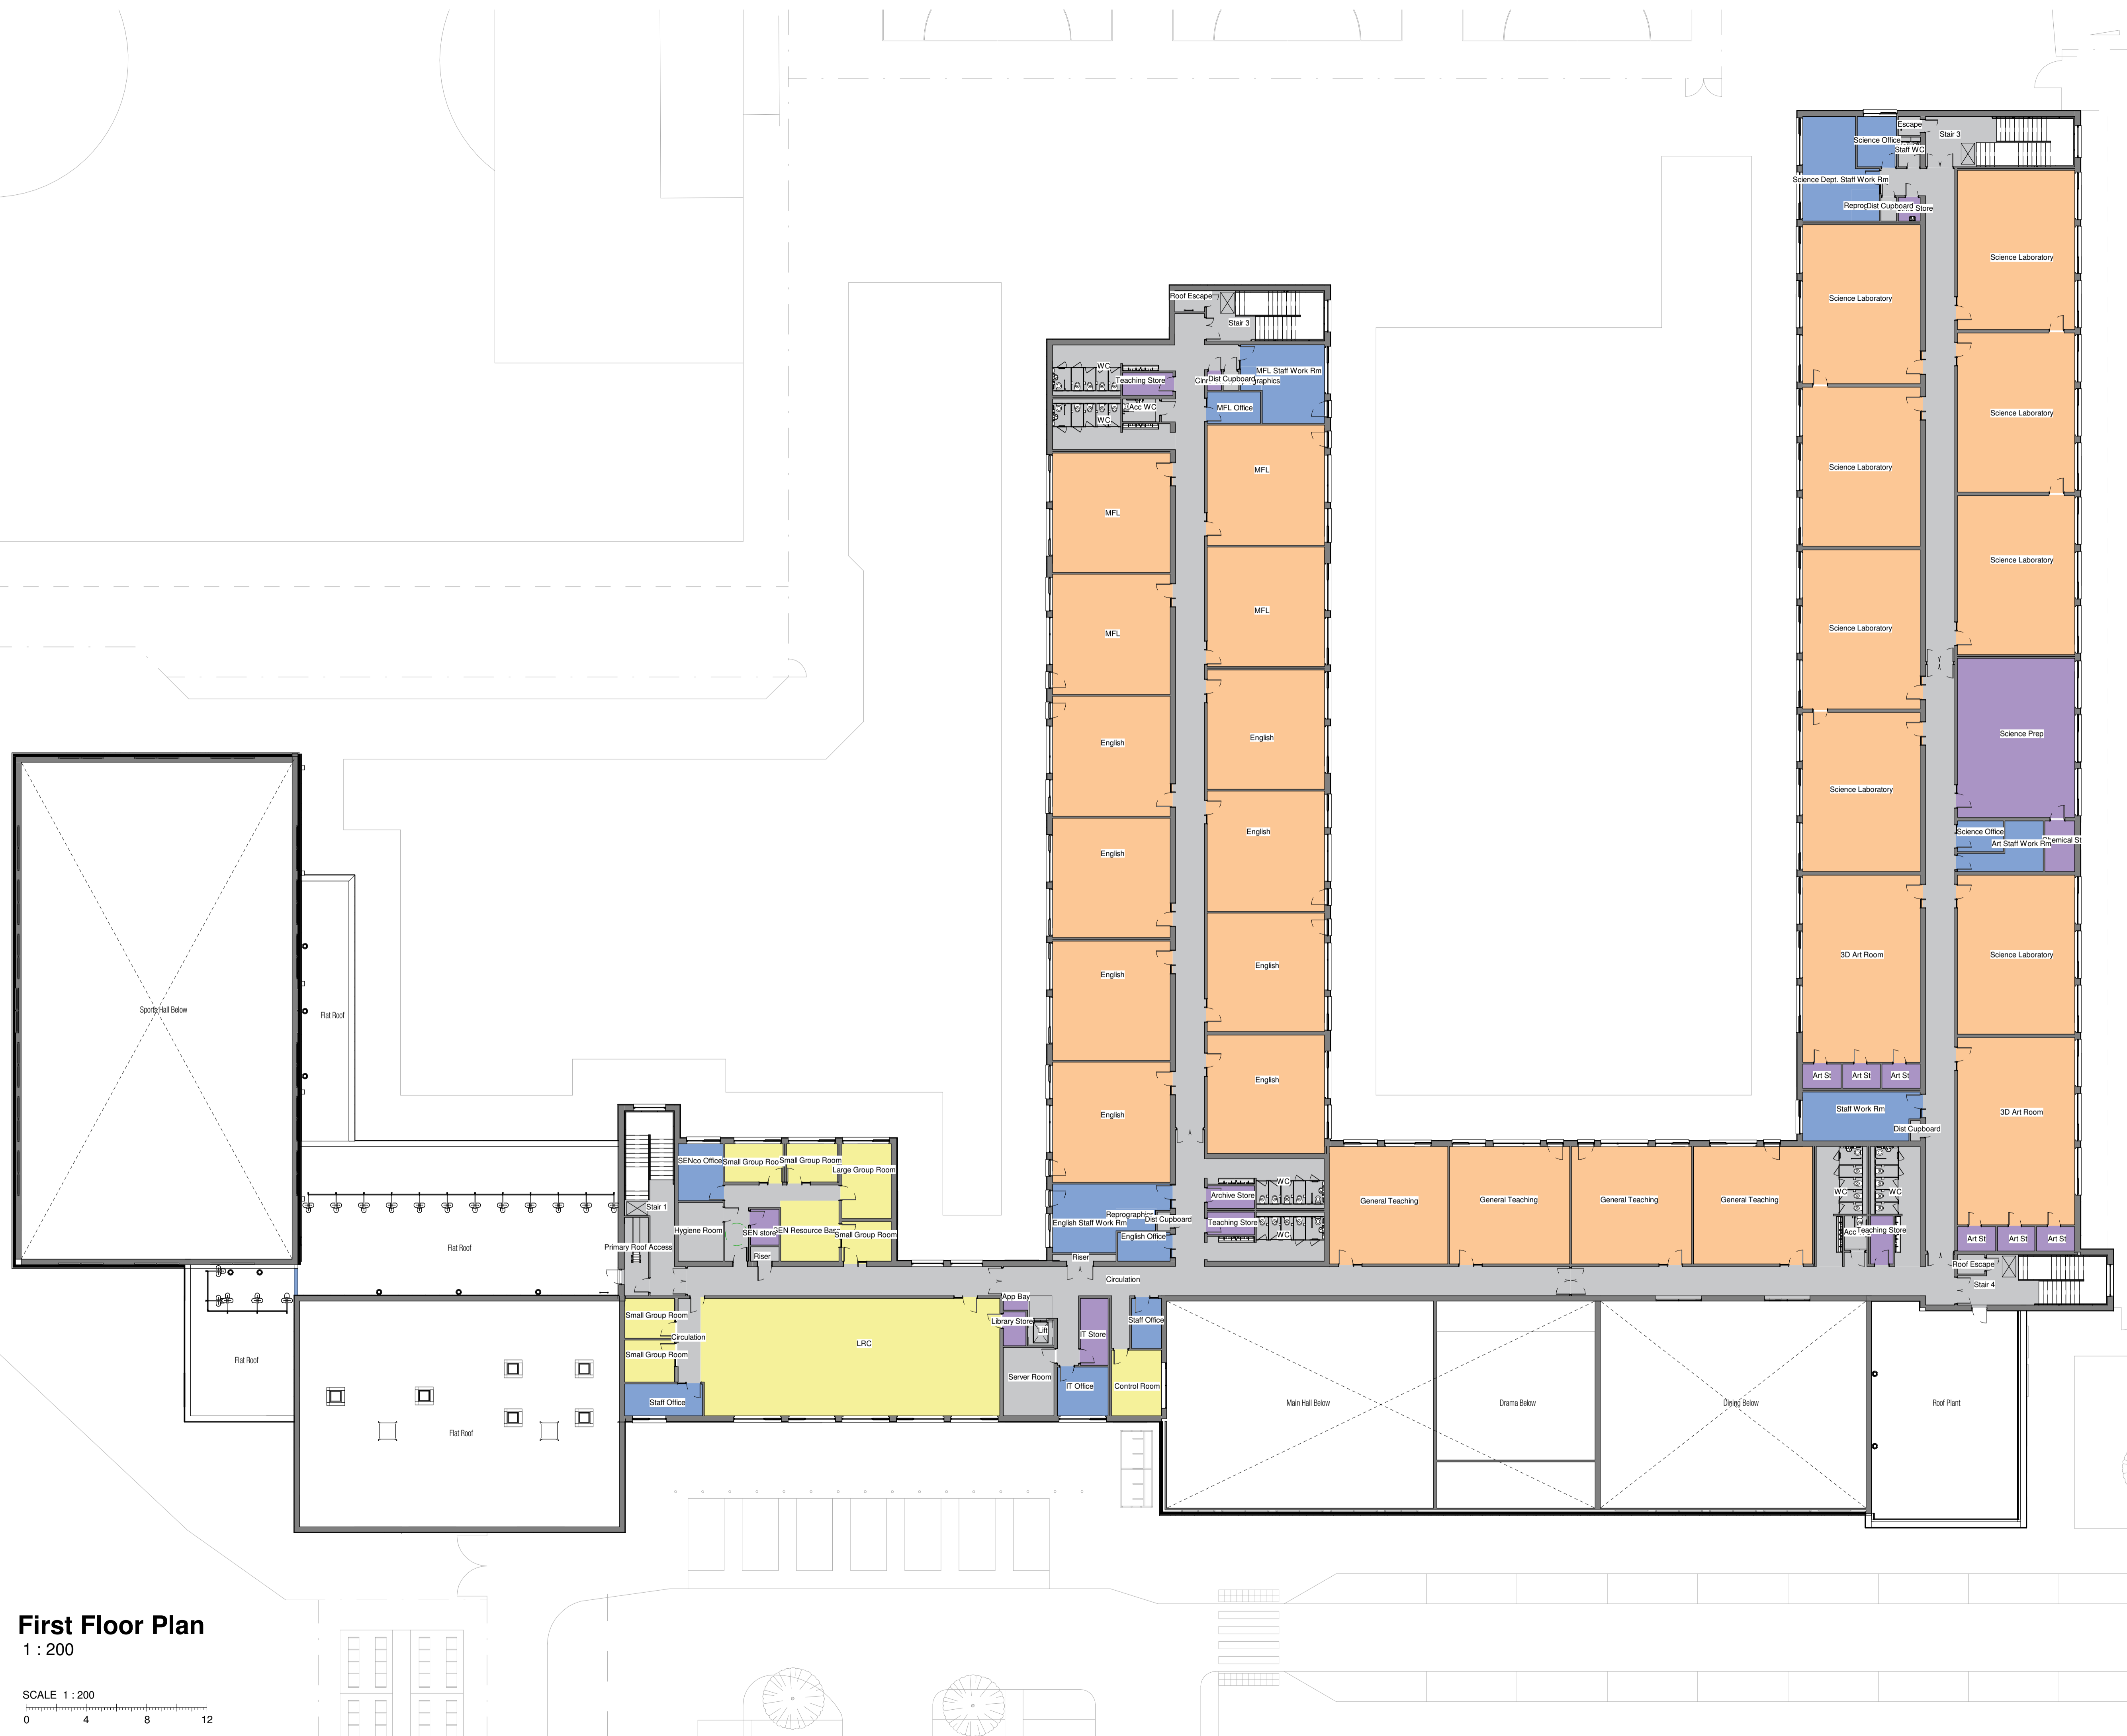 Escape
Stair 3
Science Office
Staff WC
Science Dept. Staff Work Rm
Dist Cupboard
Store
Science Laboratory
Science Laboratory
Science Laboratory
Science Laboratory
Science Laboratory
Science Laboratory
Science Laboratory
Science Prep
Science Laboratory
Science Office
Art Staff Work Rm
3D Art Room
Science Laboratory
Art St
Art St
Art St
Staff Work Rm
3D Art Room
Dist Cupboard
WC
WC
Teaching Store
Art St
Art St
Art St
Roof Escape
Stair 4
Roof Escape
Stair 3
WC
Teaching Store
Dist Cupboard
MFL Staff Work Rm
Acc WC
MFL Office
WC
MFL
MFL
MFL
MFL
English
English
English
English
English
English
English
English
Archive Store
WC
English Staff Work Rm
Dist Cupboard
Teaching Store
WC
English Office
Riser
Circulation
General Teaching
General Teaching
General Teaching
General Teaching
Sports Hall Below
Flat Roof
Flat Roof
Flat Roof
Flat Roof
Stair 1
Primary Roof Access
SENco Office
Small Group Room
Large Group Room
Hygiene Room
SEN store
SEN Resource Base
Small Group Room
Riser
Small Group Room
Circulation
Small Group Room
Staff Office
LRC
App Bay
Library Store
Lift
Server Room
IT Store
IT Office
Staff Office
Control Room
Main Hall Below
Drama Below
Dining Below
Roof Plant
First Floor Plan
1 : 200
SCALE 1 : 200
0 4 8 12